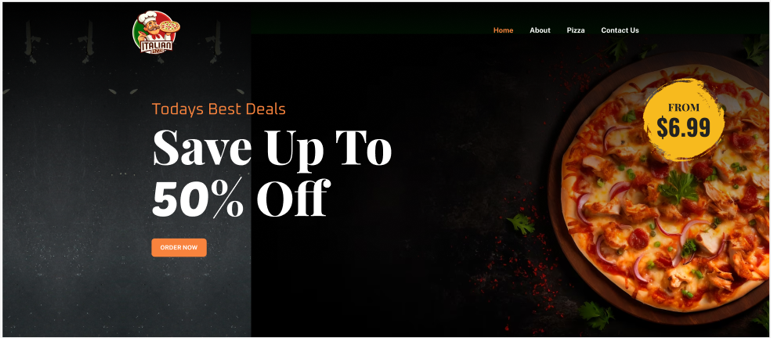 ITALIAN
Home
About
Pizza
Contact Us
Todays Best Deals
Save Up To
50% Off
ORDER NOW
FROM
$6.99